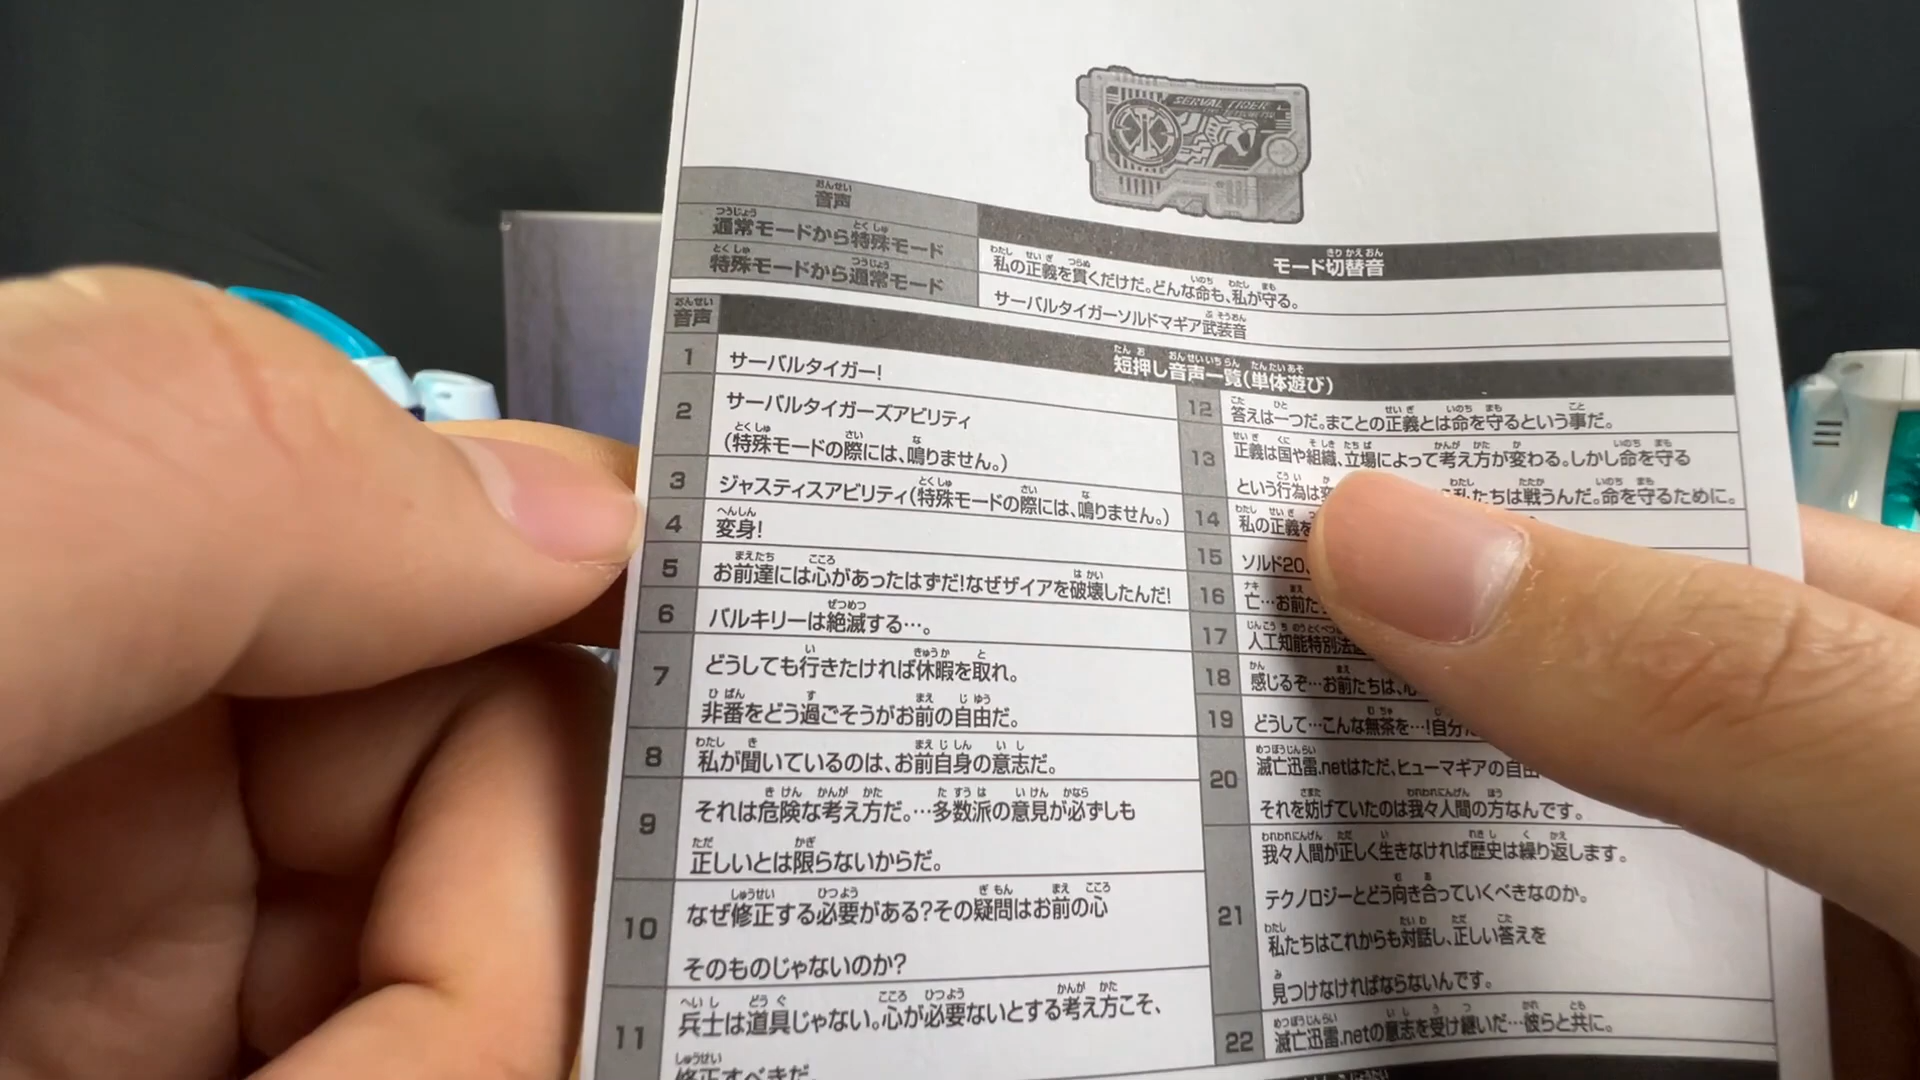 SERVAL TIGER
音声
モード切替音
通常モードから特殊モード
私の正義を貫くだけだ。どんな命も、私が守る。
特殊モードから通常モード
サーバルタイガーソルドマギア武装音
音声
短押し音声一覧(単体遊び)
1
サーバルタイガー!
2
サーバルタイガーズアビリティ
(特殊モードの際には、鳴りません。)
3
ジャスティスアビリティ(特殊モードの際には、鳴りません。)
4
変身!
5
お前達には心があったはずだ!なぜザイアを破壊したんだ!
6
バルキリーは絶滅する…。
7
どうしても行きたければ休暇を取れ。
非番をどう過ごそうがお前の自由だ。
8
私が聞いているのは、お前自身の意志だ。
9
それは危険な考え方だ。…多数派の意見が必ずしも
正しいとは限らないからだ。
10
なぜ修正する必要がある?その疑問はお前の心
そのものじゃないのか?
11
兵士は道具じゃない。心が必要ないとする考え方こそ、
修正すべきだ。
12
答えは一つだ。まことの正義とは命を守るという事だ。
13
正義は国や組織、立場によって考え方が変わる。しかし命を守る
という行為は 私たちは戦うんだ。命を守るために。
14
私の正義を
15
ソルド20、
16
亡…お前た
17
人工知能特別法
18
感じるぞ…お前たちは、心
19
どうして…こんな無茶を…!自分
20
滅亡迅雷.netはただ、ヒューマギアの自由
それを妨げていたのは我々人間の方なんです。
21
我々人間が正しく生きなければ歴史は繰り返します。
テクノロジーとどう向き合っていくべきなのか。
私たちはこれからも対話し、正しい答えを
見つけなければならないんです。
22
滅亡迅雷.netの意志を受け継いだ…彼らと共に。